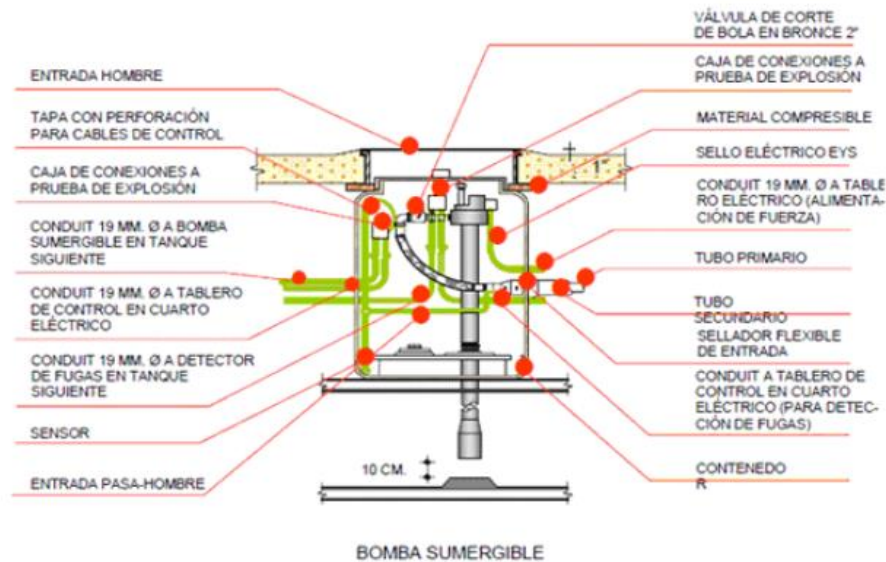 ENTRADA HOMBRE
TAPA CON PERFORACIÓN
PARA CABLES DE CONTROL
CAJA DE CONEXIONES A
PRUEBA DE EXPLOSIÓN
CONDUIT 19 MM. Ø A BOMBA
SUMERGIBLE EN TANQUE
SIGUIENTE
CONDUIT 19 MM. Ø A TABLERO
DE CONTROL EN CUARTO
ELÉCTRICO
CONDUIT 19 MM. Ø A DETECTOR
DE FUGAS EN TANQUE
SIGUIENTE
SENSOR
ENTRADA PASA-HOMBRE
VÁLVULA DE CORTE
DE BOLA EN BRONCE 2"
CAJA DE CONEXIONES A
PRUEBA DE EXPLOSIÓN
MATERIAL COMPRESIBLE
SELLO ELÉCTRICO EYS
CONDUIT 19 MM. Ø A TABLE
RO ELÉCTRICO (ALIMENTA-
CIÓN DE FUERZA)
TUBO PRIMARIO
TUBO
SECUNDARIO
SELLADOR FLEXIBLE
DE ENTRADA
CONDUIT A TABLERO DE
CONTROL EN CUARTO
ELÉCTRICO (PARA DETEC-
CIÓN DE FUGAS)
CONTENEDO
R
10 CM.
BOMBA SUMERGIBLE